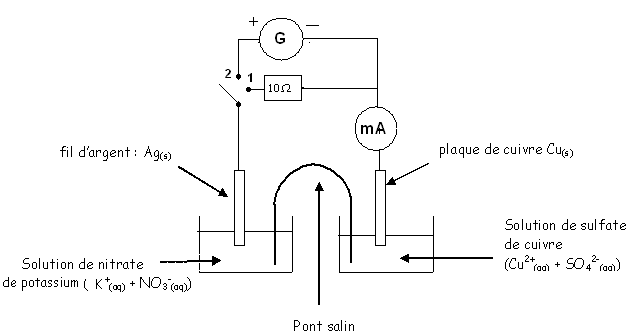 + G —
2 1 10Ω
mA
fil d'argent : Ag(s)
plaque de cuivre Cu(s)
Solution de nitrate
de potassium ( K+(aq) + NO3-(aq))
Solution de sulfate
de cuivre
(Cu2+(aq) + SO42-(aq))
Pont salin